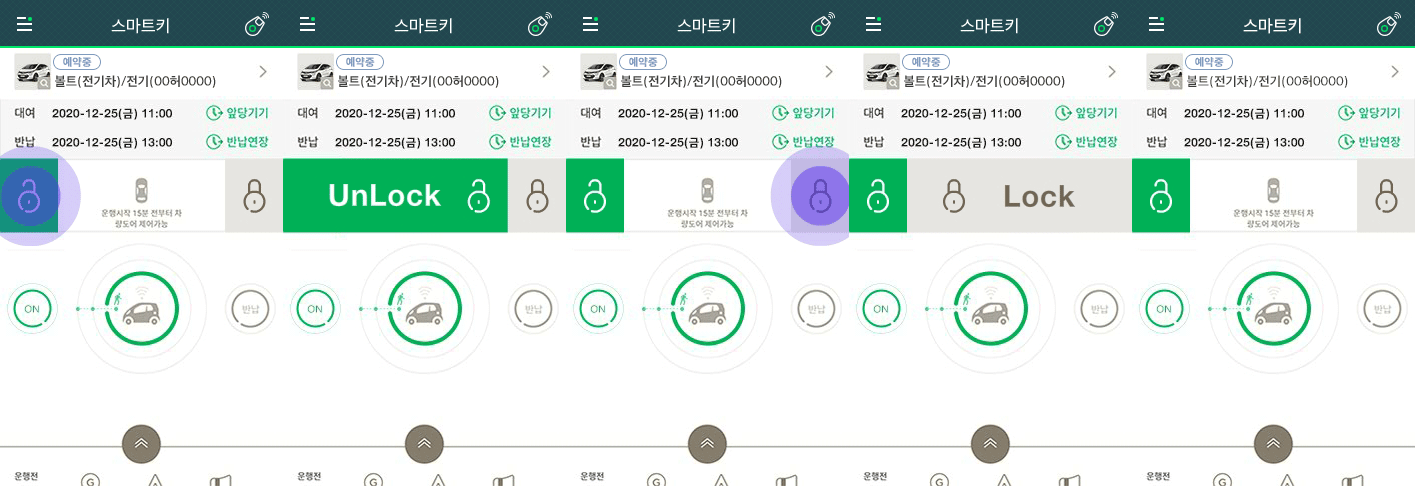 스마트키
예약중
볼트(전기차)/전기(00허0000)
대여 2020-12-25(금) 11:00 앞당기기
반납 2020-12-25(금) 13:00 반납연장
운행시작 15분 전부터 차
량도어 제어가능
ON
반납
운행전
G
스마트키
예약중
볼트(전기차)/전기(00허0000)
대여 2020-12-25(금) 11:00 앞당기기
반납 2020-12-25(금) 13:00 반납연장
UnLock
ON
반납
운행전
G
스마트키
예약중
볼트(전기차)/전기(00허0000)
대여 2020-12-25(금) 11:00 앞당기기
반납 2020-12-25(금) 13:00 반납연장
운행시작 15분 전부터 차
량도어 제어가능
ON
반납
운행전
G
스마트키
예약중
볼트(전기차)/전기(00허0000)
대여 2020-12-25(금) 11:00 앞당기기
반납 2020-12-25(금) 13:00 반납연장
Lock
ON
반납
운행전
G
스마트키
예약중
볼트(전기차)/전기(00허0000)
대여 2020-12-25(금) 11:00 앞당기기
반납 2020-12-25(금) 13:00 반납연장
운행시작 15분 전부터 차
량도어 제어가능
ON
반납
운행전
G